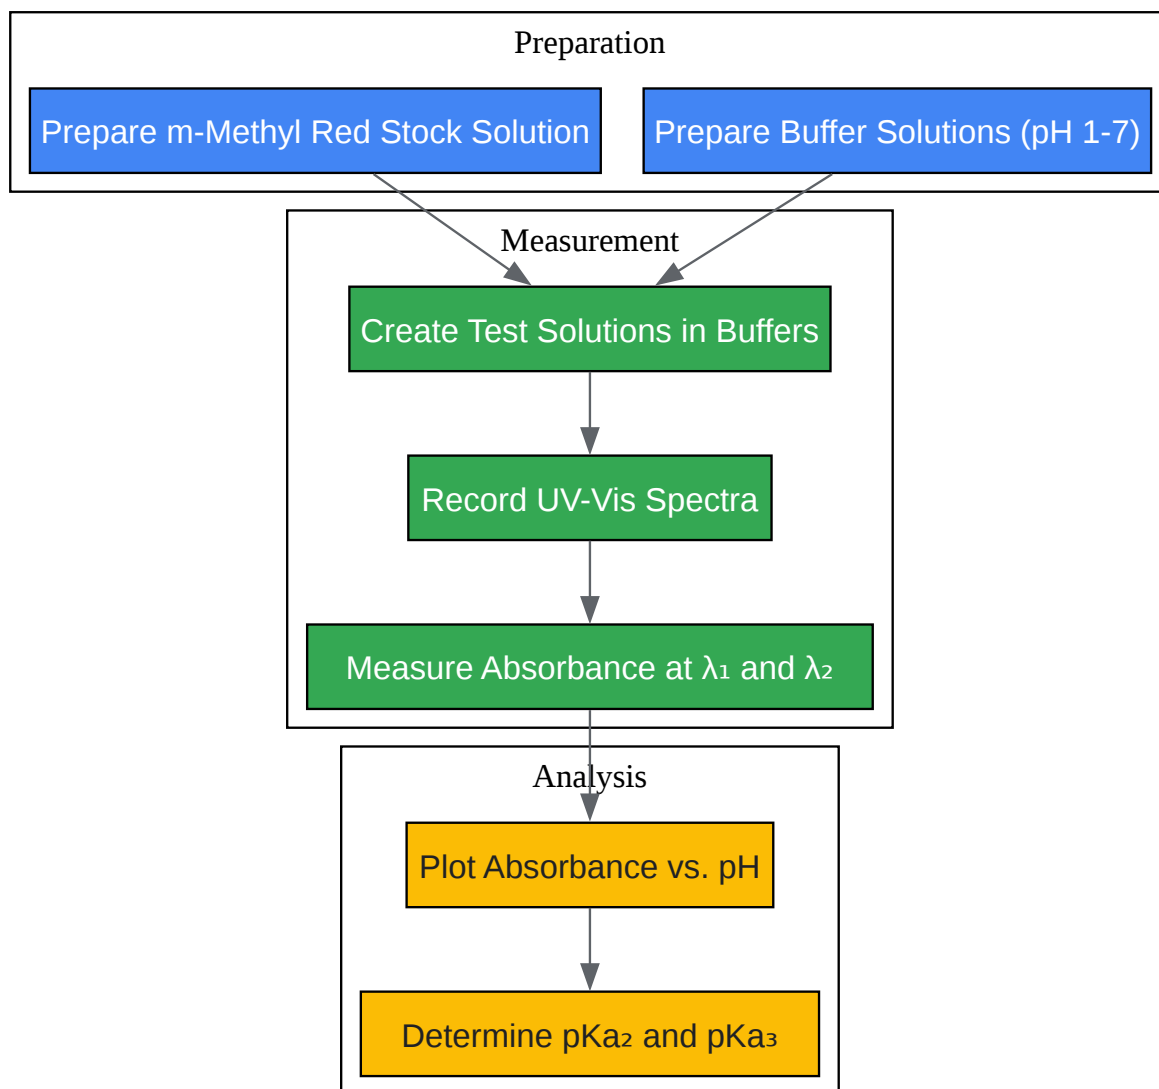 Preparation
Prepare m-Methyl Red Stock Solution
Prepare Buffer Solutions (pH 1-7)
Measurement
Create Test Solutions in Buffers
Record UV-Vis Spectra
Measure Absorbance at λ₁ and λ₂
Analysis
Plot Absorbance vs. pH
Determine pKa₂ and pKa₃